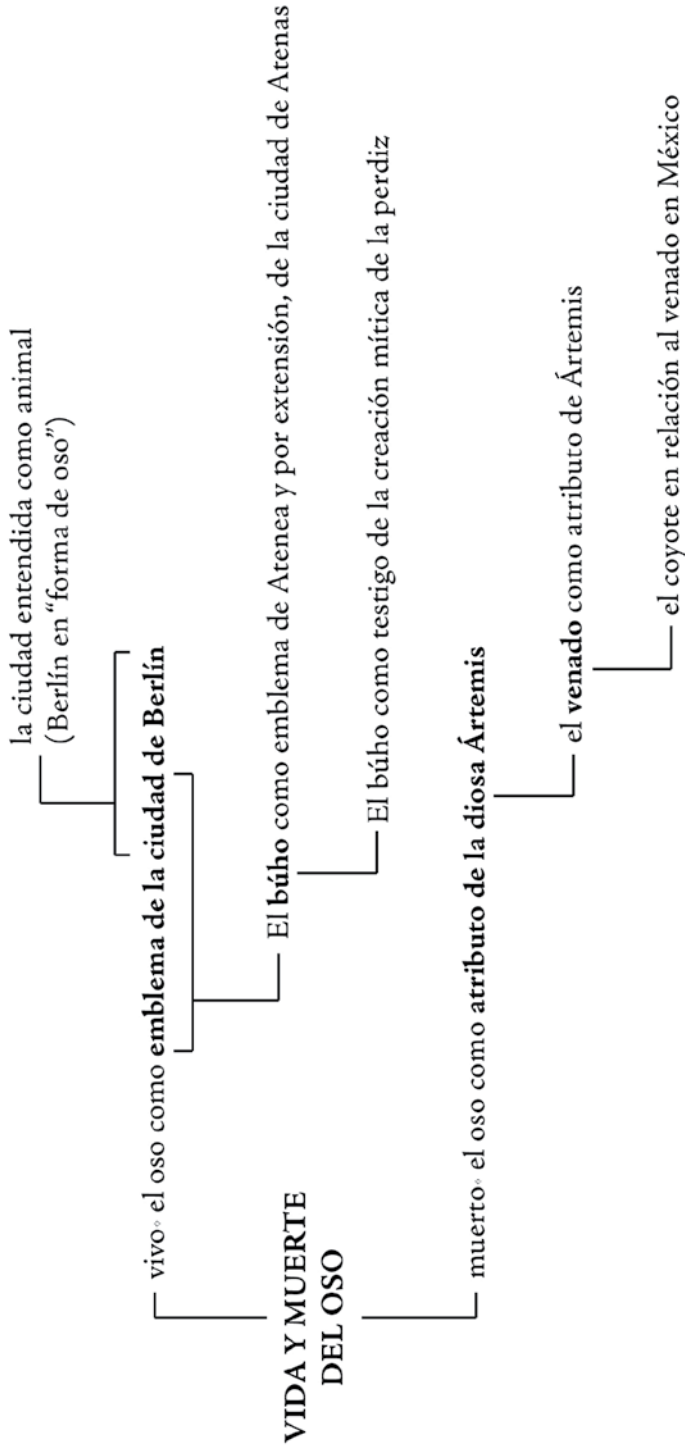 la ciudad entendida como animal
(Berlín en “forma de oso”)
vivo◦ el oso como emblema de la ciudad de Berlín
El búho como emblema de Atenea y por extensión, de la ciudad de Atenas
VIDA Y MUERTE
DEL OSO
El búho como testigo de la creación mítica de la perdiz
muerto◦ el oso como atributo de la diosa Ártemis
el venado como atributo de Ártemis
el coyote en relación al venado en México